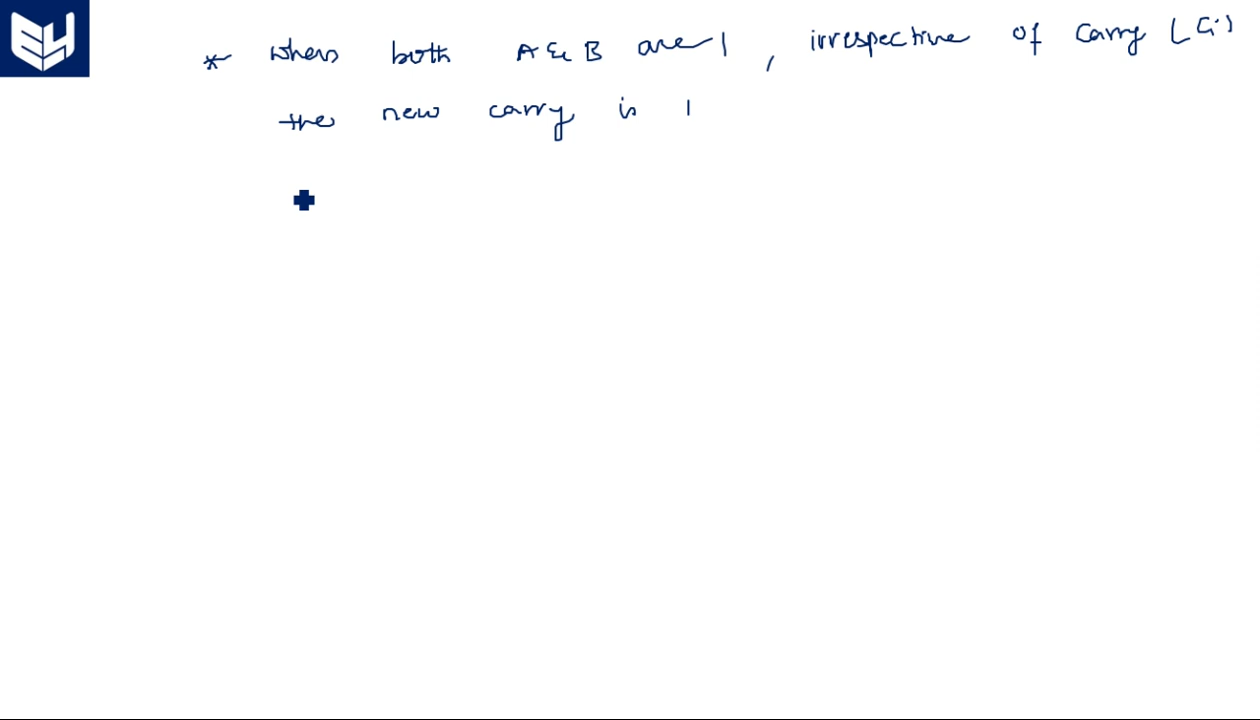 * when both A & B are 1, irrespective of carry (Ci)
the new carry is 1